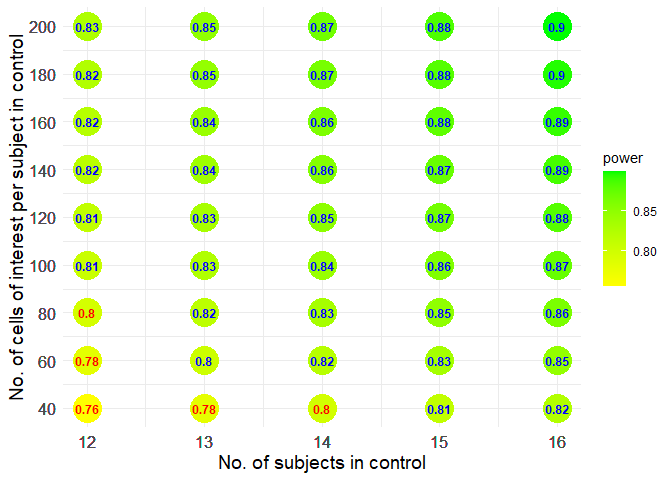 No. of cells of interest per subject in control
200 0.83 0.85 0.87 0.88 0.9
180 0.82 0.85 0.87 0.88 0.9
160 0.82 0.84 0.86 0.88 0.89
140 0.82 0.84 0.86 0.87 0.89
120 0.81 0.83 0.85 0.87 0.88
100 0.81 0.83 0.84 0.86 0.87
80 0.8 0.82 0.83 0.85 0.86
60 0.78 0.8 0.82 0.83 0.85
40 0.76 0.78 0.8 0.81 0.82
12 13 14 15 16
No. of subjects in control
power
0.85
0.80